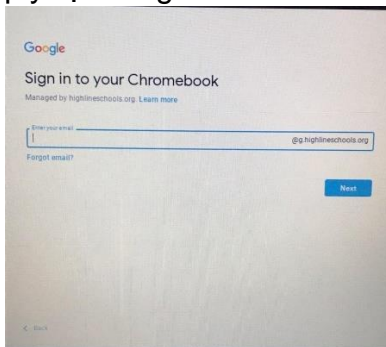 Google
Sign in to your Chromebook
Managed by highlineschools.org. Learn more
Enter your email
@g.highlineschools.org
Forgot email?
Next
Back